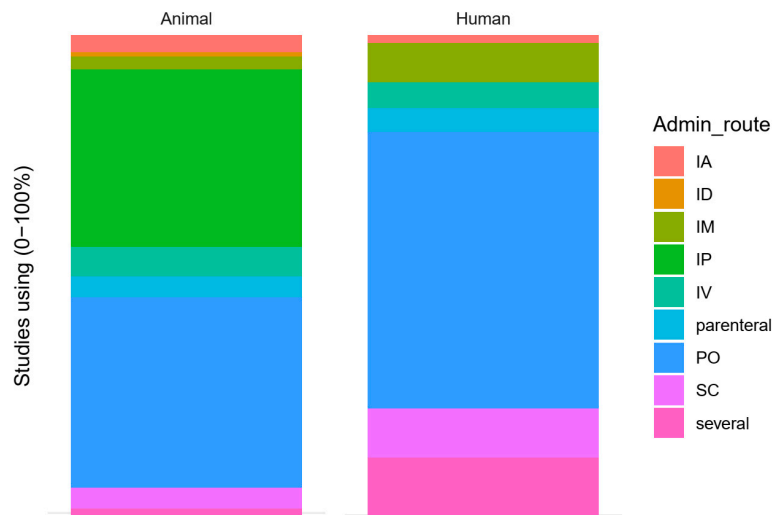 Animal
Human
Studies using (0−100%)
Admin_route
IA
ID
IM
IP
IV
parenteral
PO
SC
several